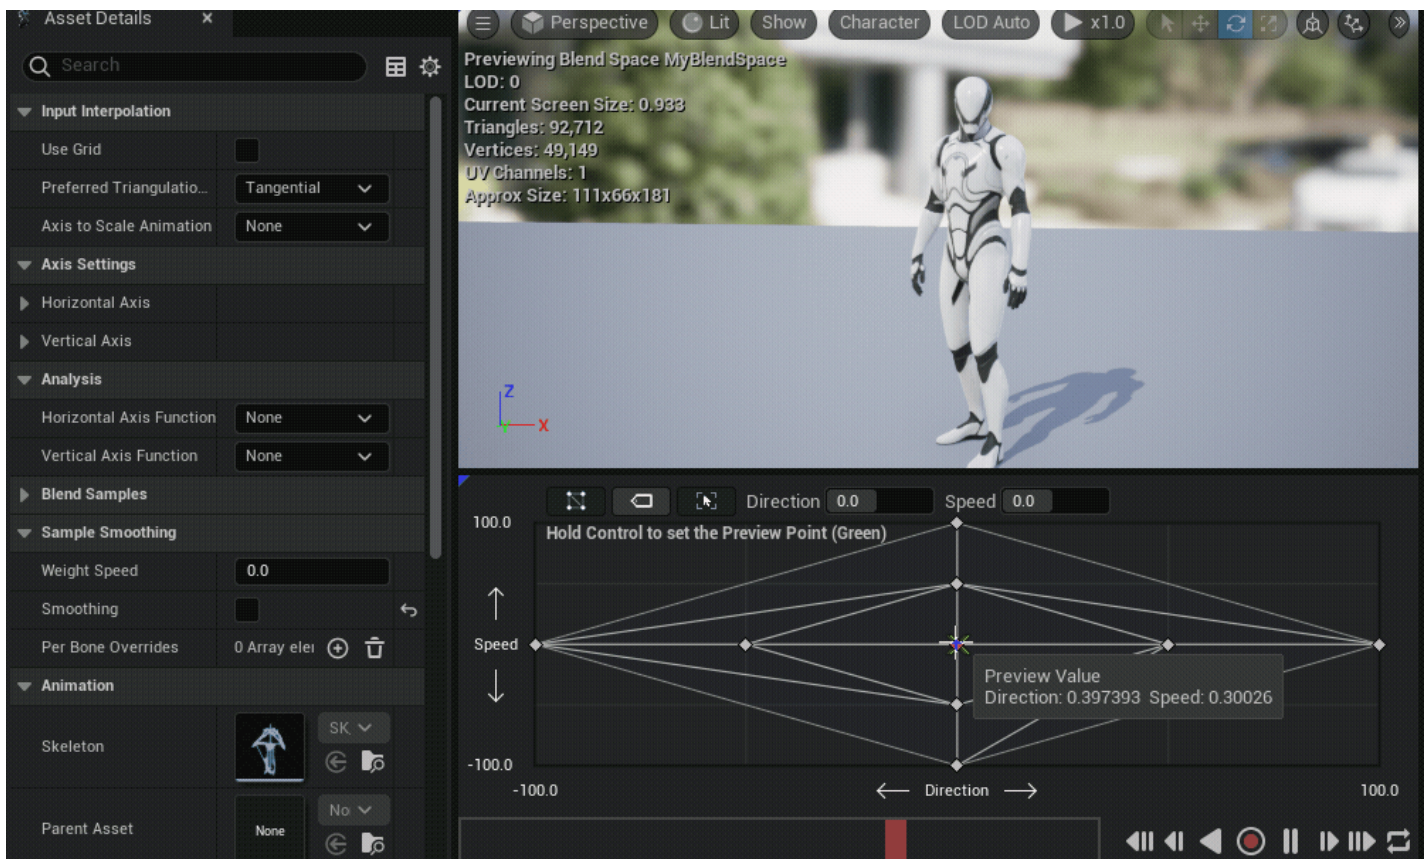 Asset Details
Search
Input Interpolation
Use Grid
Preferred Triangulatio...
Tangential
Axis to Scale Animation
None
Axis Settings
Horizontal Axis
Vertical Axis
Analysis
Horizontal Axis Function
None
Vertical Axis Function
None
Blend Samples
Sample Smoothing
Weight Speed
0.0
Smoothing
Per Bone Overrides
0 Array eler
Animation
Skeleton
SK
Parent Asset
None
No
Perspective
Lit
Show
Character
LOD Auto
x1.0
Previewing Blend Space MyBlendSpace
LOD: 0
Current Screen Size: 0.933
Triangles: 92,712
Vertices: 49,149
UV Channels: 1
Approx Size: 111x66x181
Z
X
Direction
0.0
Speed
0.0
100.0
Hold Control to set the Preview Point (Green)
Speed
Preview Value
Direction: 0.397393 Speed: 0.30026
-100.0
-100.0
Direction
100.0